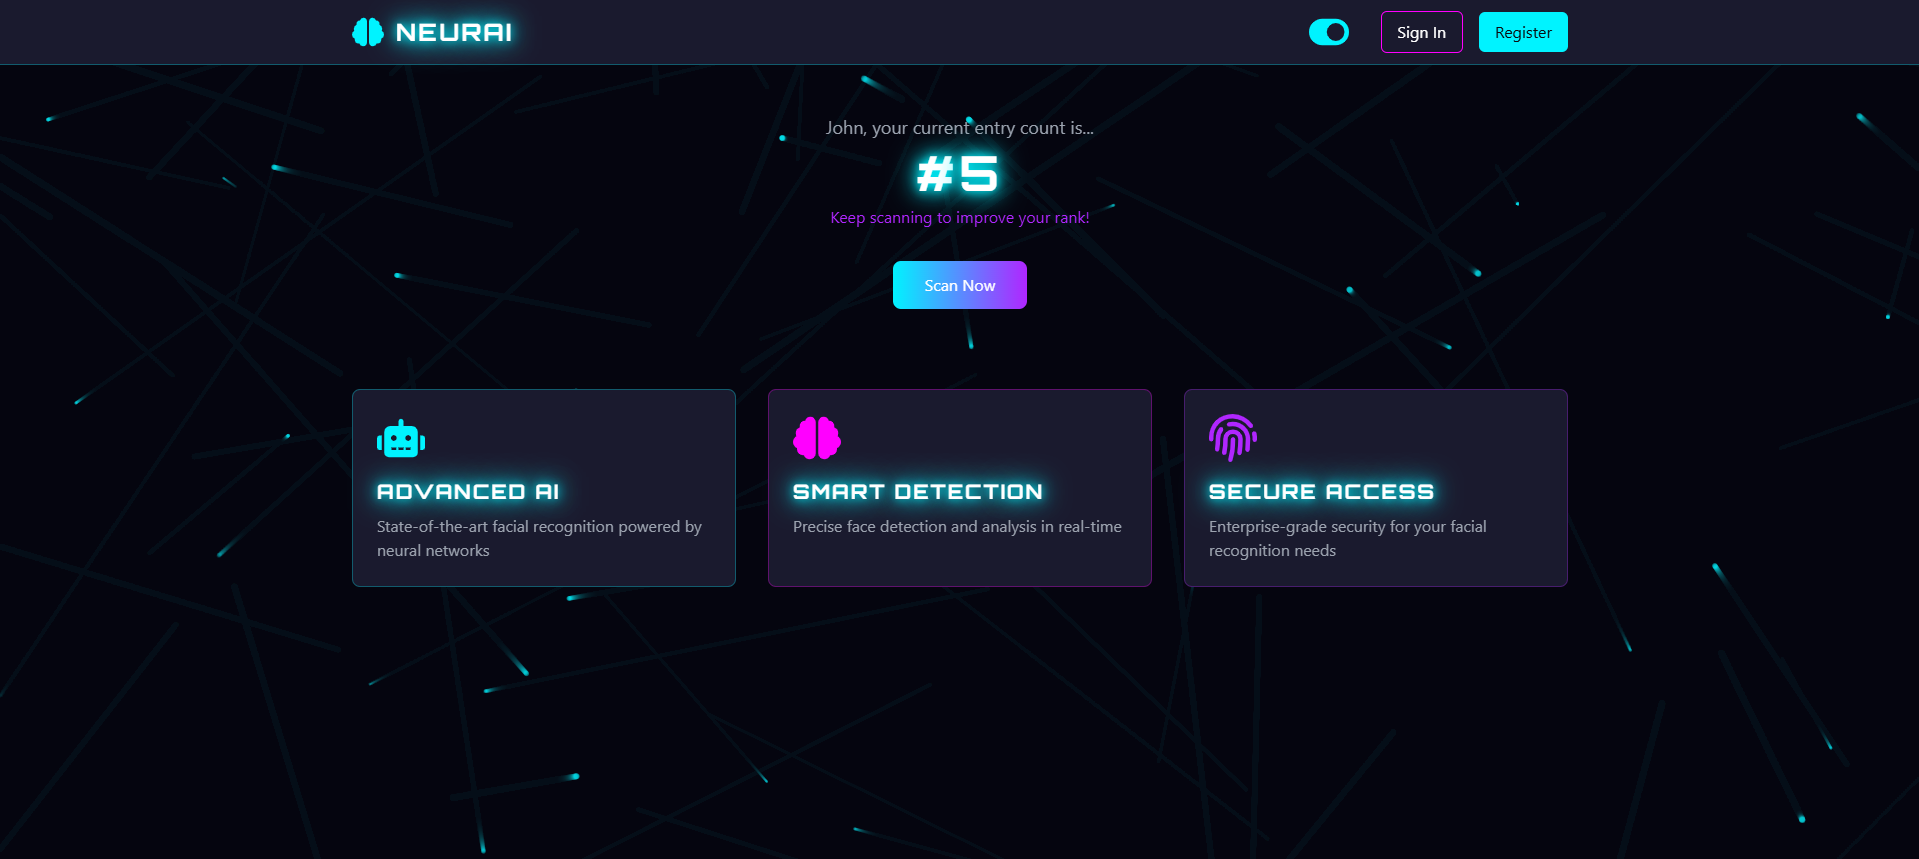 NEURAI
Sign In
Register
John, your current entry count is...
#5
Keep scanning to improve your rank!
Scan Now
ADVANCED AI
State-of-the-art facial recognition powered by
neural networks
SMART DETECTION
Precise face detection and analysis in real-time
SECURE ACCESS
Enterprise-grade security for your facial
recognition needs